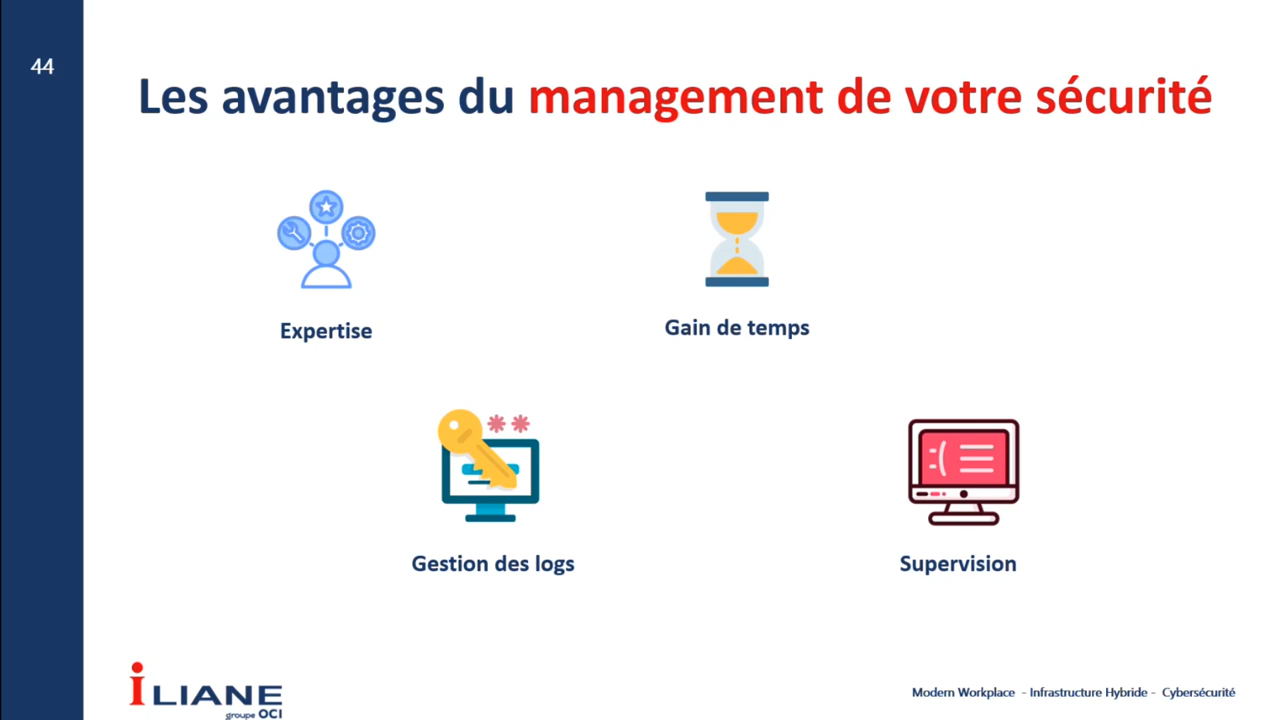 44
Les avantages du management de votre sécurité
Expertise
Gain de temps
Gestion des logs
Supervision
iLIANE
groupe OCI
Modern Workplace - Infrastructure Hybride - Cybersécurité